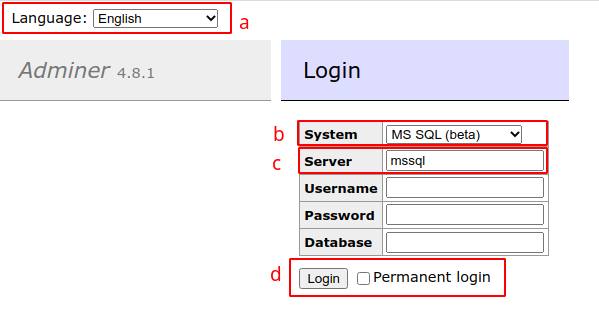 Language: English
a
Adminer 4.8.1
Login
b
System MS SQL (beta)
c
Server mssql
Username
Password
Database
d
Login Permanent login